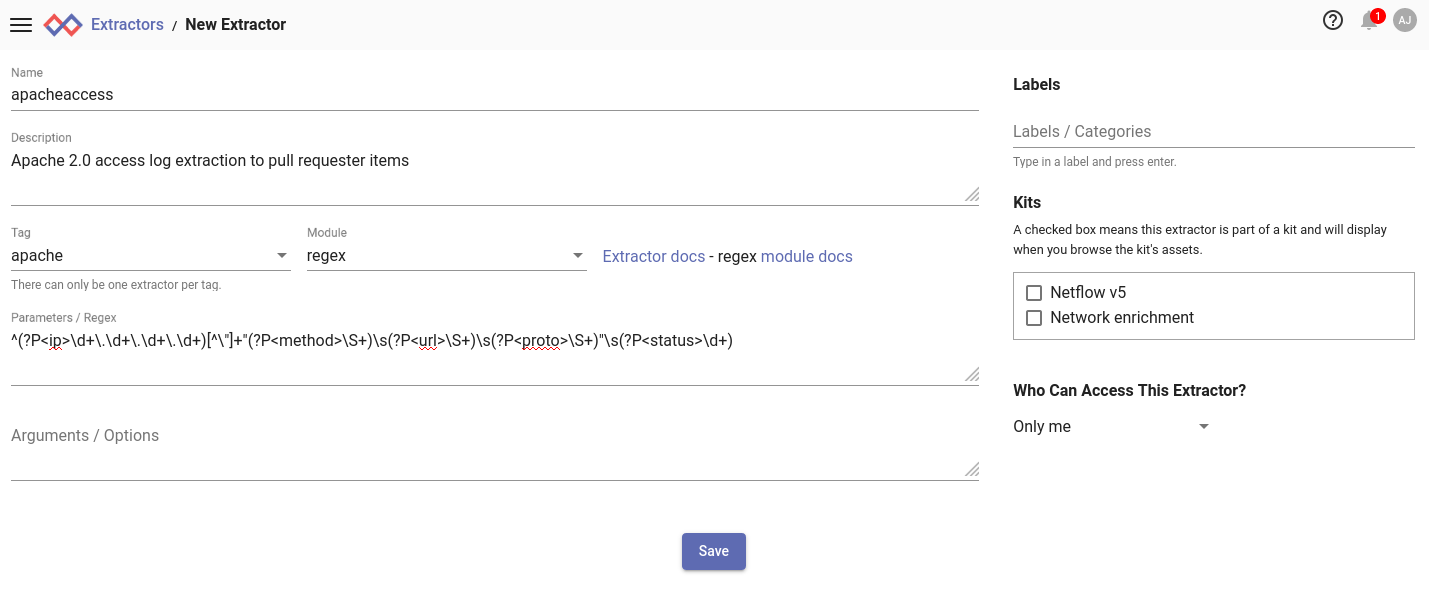 Extractors / New Extractor
1
AJ
Name
apacheaccess
Description
Apache 2.0 access log extraction to pull requester items
Tag
apache
There can only be one extractor per tag.
Module
regex
Extractor docs - regex module docs
Parameters / Regex
^(?P<ip>\d+\.\d+\.\d+\.\d+)[^\"]+"(?P<method>\S+)\s(?P<url>\S+)\s(?P<proto>\S+)"\s(?P<status>\d+)
Arguments / Options
Save
Labels
Labels / Categories
Type in a label and press enter.
Kits
A checked box means this extractor is part of a kit and will display
when you browse the kit's assets.
Netflow v5
Network enrichment
Who Can Access This Extractor?
Only me